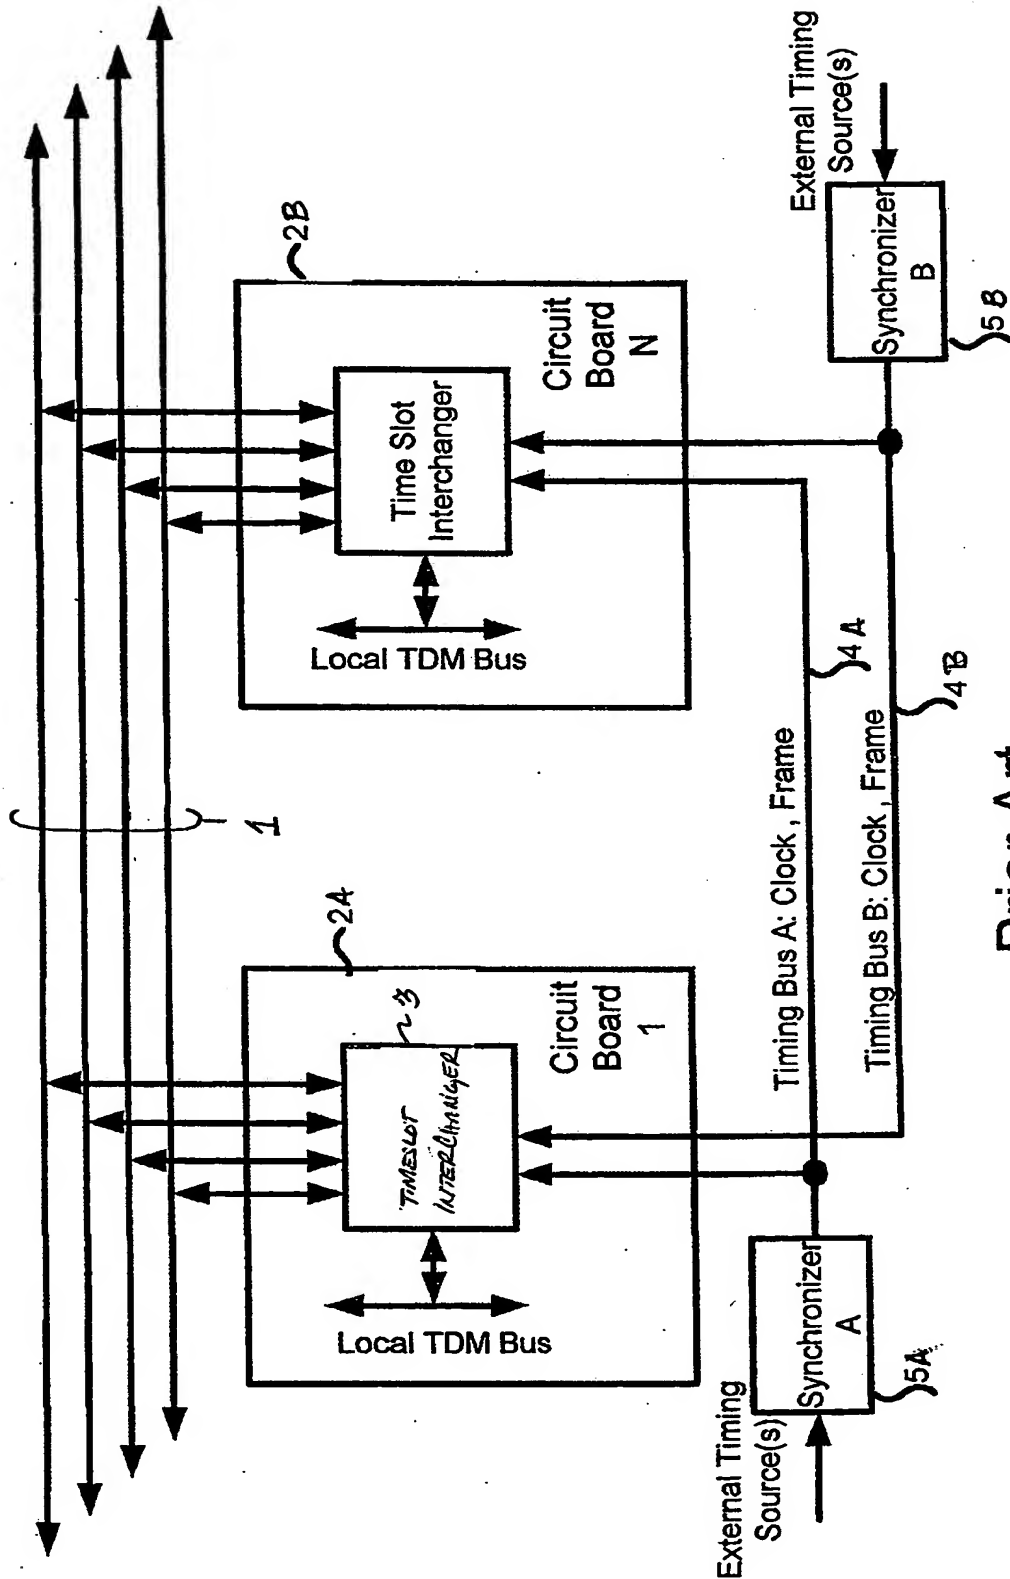 1
2A
3
TIMESLOT
INTERCHANGER
Circuit
Board
1
Local TDM Bus
2B
Time Slot
Interchanger
Circuit
Board
N
Local TDM Bus
Timing Bus A: Clock , Frame
4A
Timing Bus B: Clock , Frame
4B
External Timing
Source(s)
Synchronizer
A
5A
External Timing
Source(s)
Synchronizer
B
5B
Prior Art